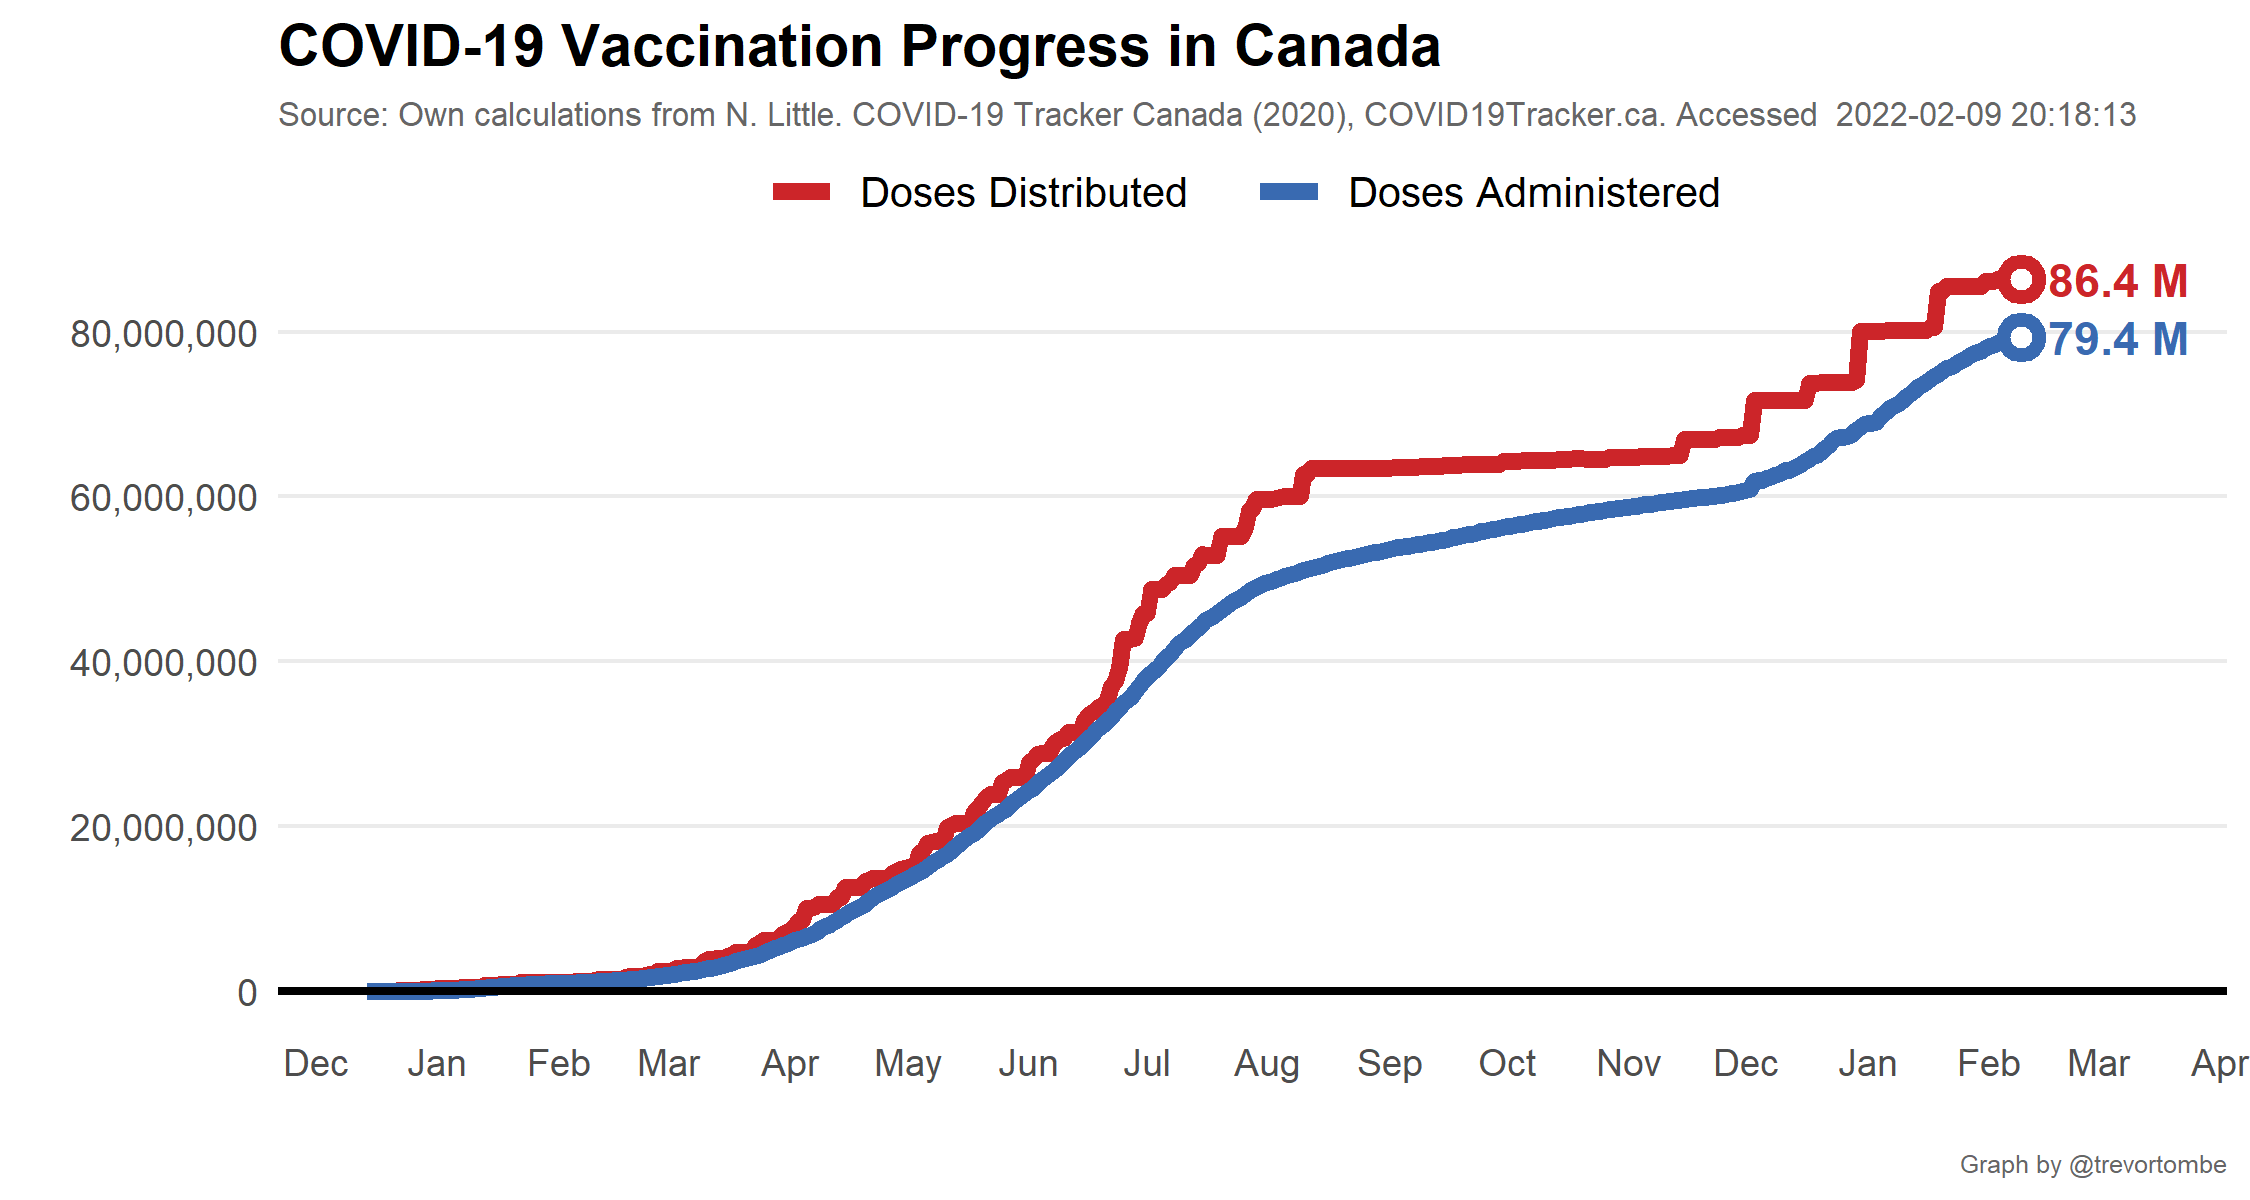 COVID-19 Vaccination Progress in Canada
Source: Own calculations from N. Little. COVID-19 Tracker Canada (2020), COVID19Tracker.ca. Accessed  2022-02-09 20:18:13
Doses Distributed Doses Administered
86.4 M
80,000,000
79.4 M
60,000,000
40,000,000
20,000,000
0
Dec Jan Feb Mar Apr May Jun Jul Aug Sep Oct Nov Dec Jan Feb Mar Apr
Graph by @trevortombe